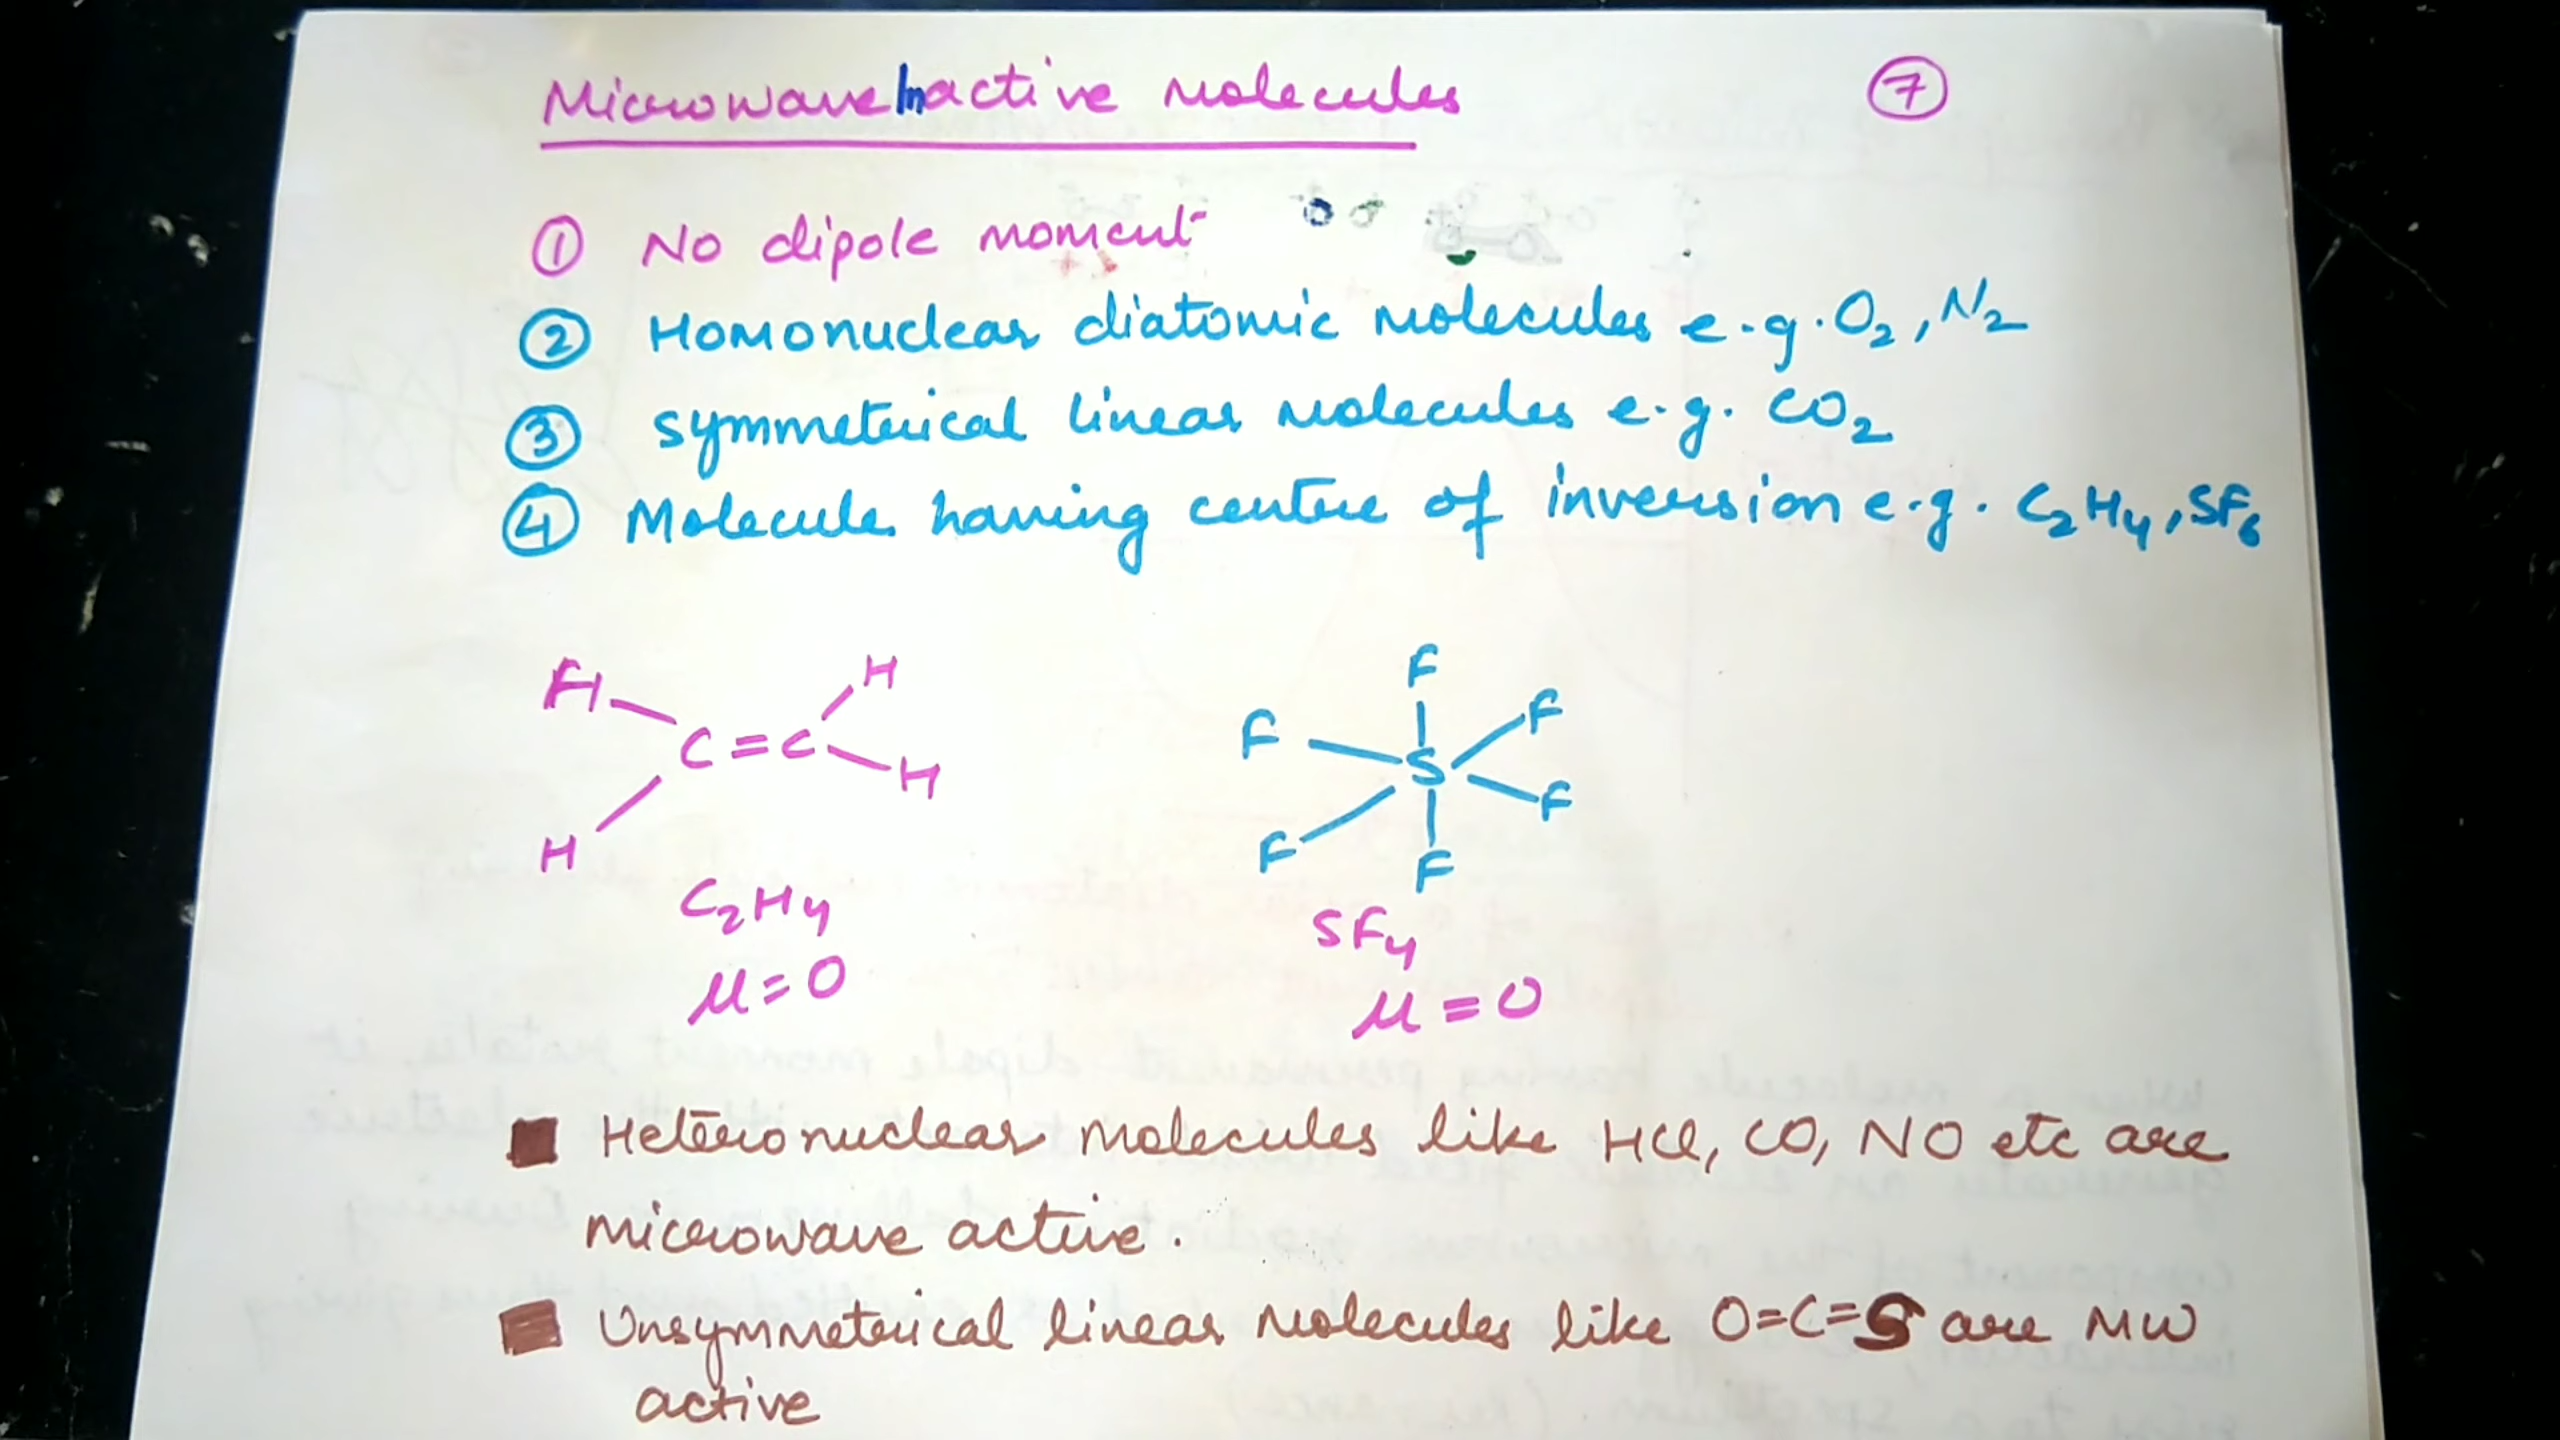 Microwave Inactive Molecules
7
① No dipole moment
② Homonuclear diatomic molecules e.g. O₂, N₂
③ symmeterical linear molecules e.g. CO₂
④ Molecule having centre of inversion e.g. C₂H₄, SF₆
H H
C=C
H
H
C₂H₄
μ=0
F
F F
S
F
F
F
SF₄
μ=0
Heteronuclear molecules like HCl, CO, NO etc are
microwave active.
Unsymmeterical linear molecules like O=C=S are MW
active